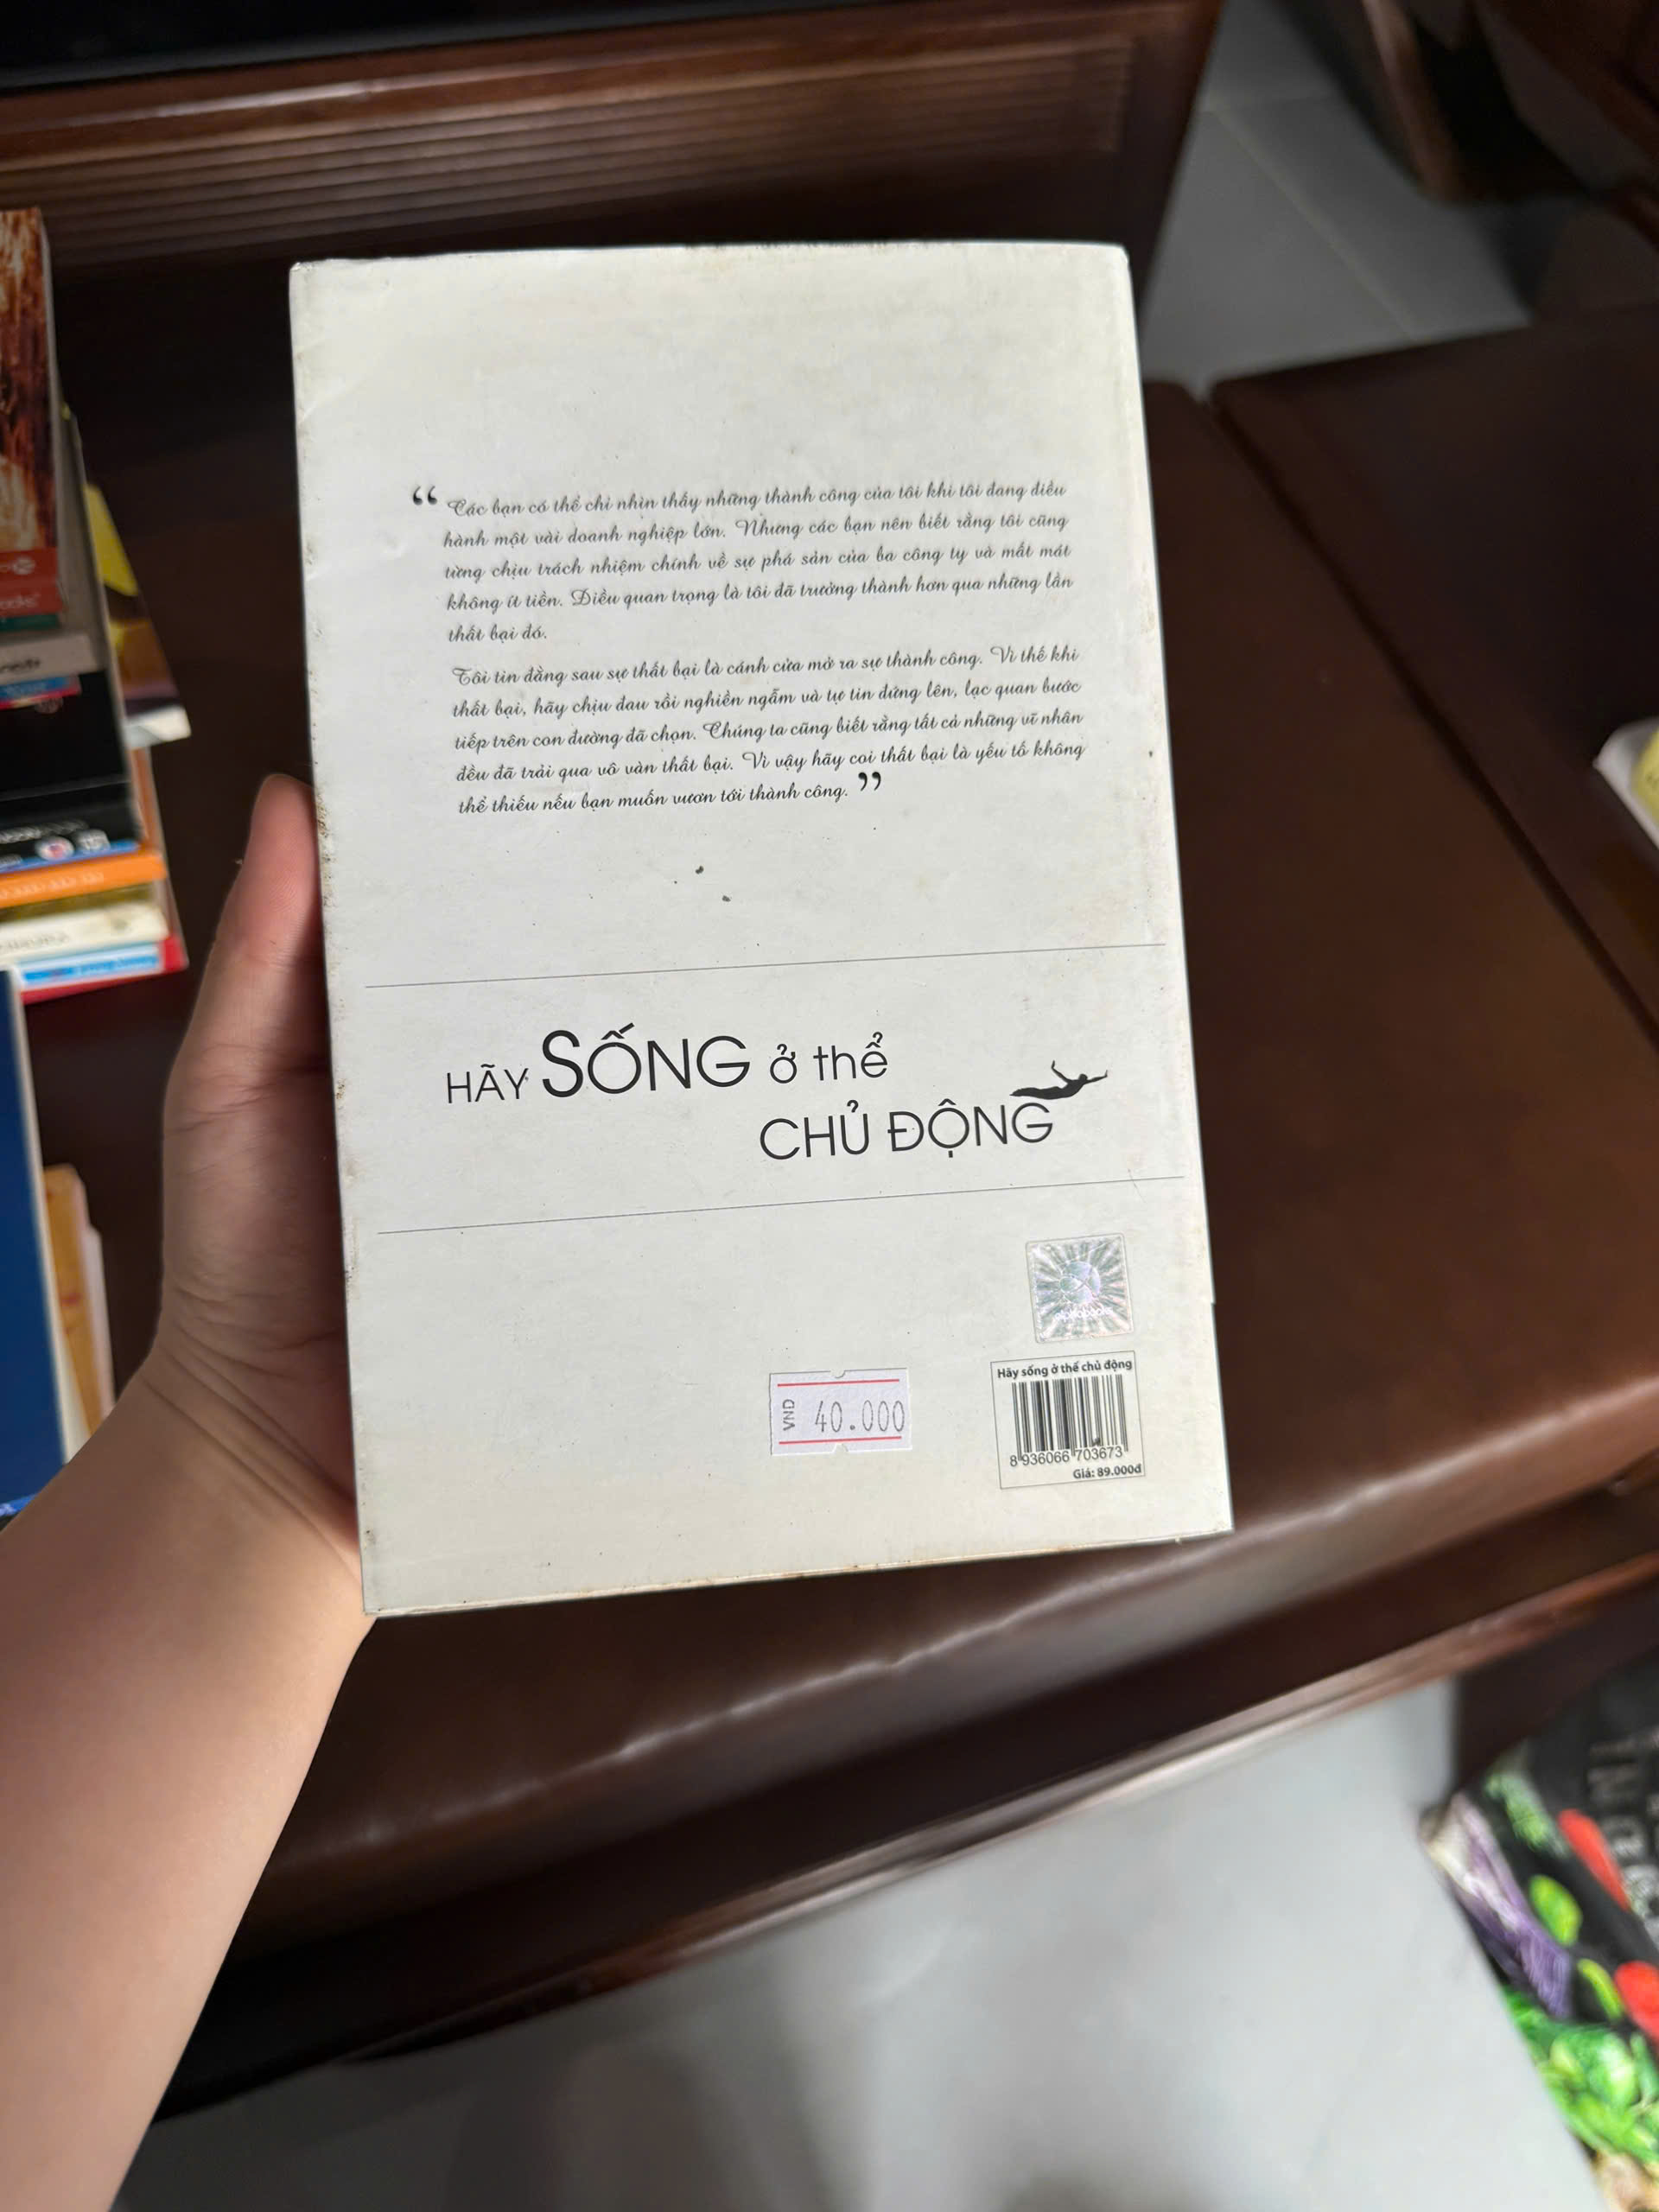 “ Các bạn có thể chỉ nhìn thấy những thành công của tôi khi tôi đang điều
hành một vài doanh nghiệp lớn. Nhưng các bạn nên biết rằng tôi cũng
từng chịu trách nhiệm chính về sự phá sản của ba công ty và mất mát
không ít tiền. Điều quan trọng là tôi đã trưởng thành hơn qua những lần
thất bại đó.
Tôi tin đằng sau sự thất bại là cánh cửa mở ra sự thành công. Vì thế khi
thất bại, hãy chịu đau rồi nghiền ngẫm và tự tin đứng lên, lạc quan bước
tiếp trên con đường đã chọn. Chúng ta cũng biết rằng tất cả những vĩ nhân
đều đã trải qua vô vàn thất bại. Vì vậy hãy coi thất bại là yếu tố không
thể thiếu nếu bạn muốn vươn tới thành công. ”
HÃY SỐNG ở thể
CHỦ ĐỘNG
Hãy sống ở thể chủ động
VND 40.000
8 936066 703673
Giá: 89.000đ